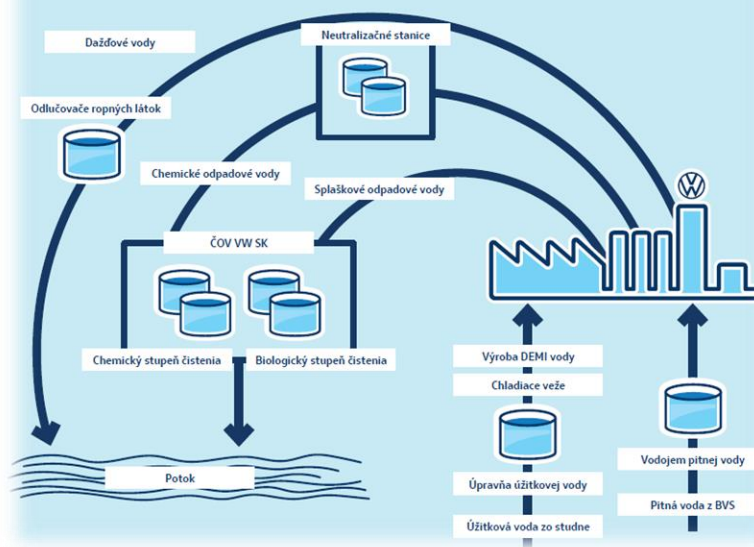 Dažďové vody
Neutralizačné stanice
Odlučovače ropných látok
Chemické odpadové vody
Splaškové odpadové vody
ČOV VW SK
Chemický stupeň čistenia
Biologický stupeň čistenia
Výroba DEMI vody
Chladiace veže
Vodojem pitnej vody
Potok
Úpravňa úžitkovej vody
Pitná voda z BVS
Úžitková voda zo studne